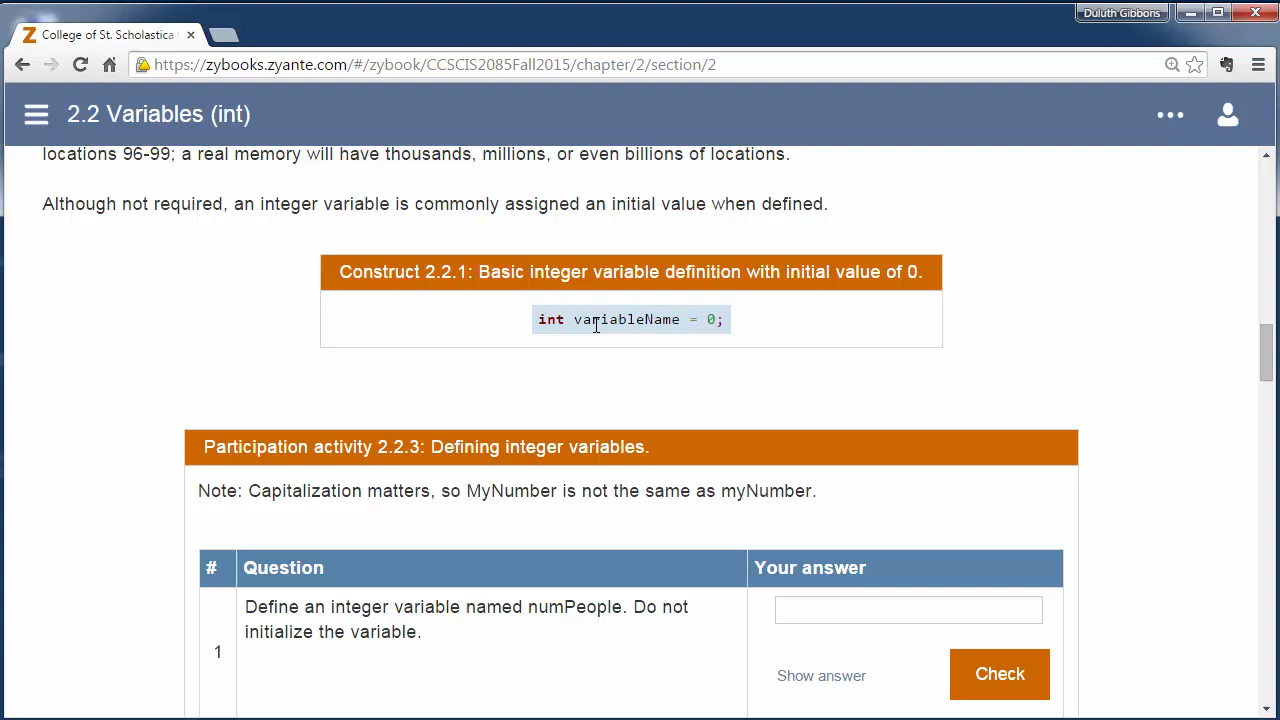 Duluth Gibbons
College of St. Scholastica
https://zybooks.zyante.com/#/zybook/CCSCIS2085Fall2015/chapter/2/section/2
2.2 Variables (int)
locations 96-99; a real memory will have thousands, millions, or even billions of locations.
Although not required, an integer variable is commonly assigned an initial value when defined.
Construct 2.2.1: Basic integer variable definition with initial value of 0.
int variableName = 0;
Participation activity 2.2.3: Defining integer variables.
Note: Capitalization matters, so MyNumber is not the same as myNumber.
# Question Your answer
Define an integer variable named numPeople. Do not
initialize the variable.
1
Show answer Check